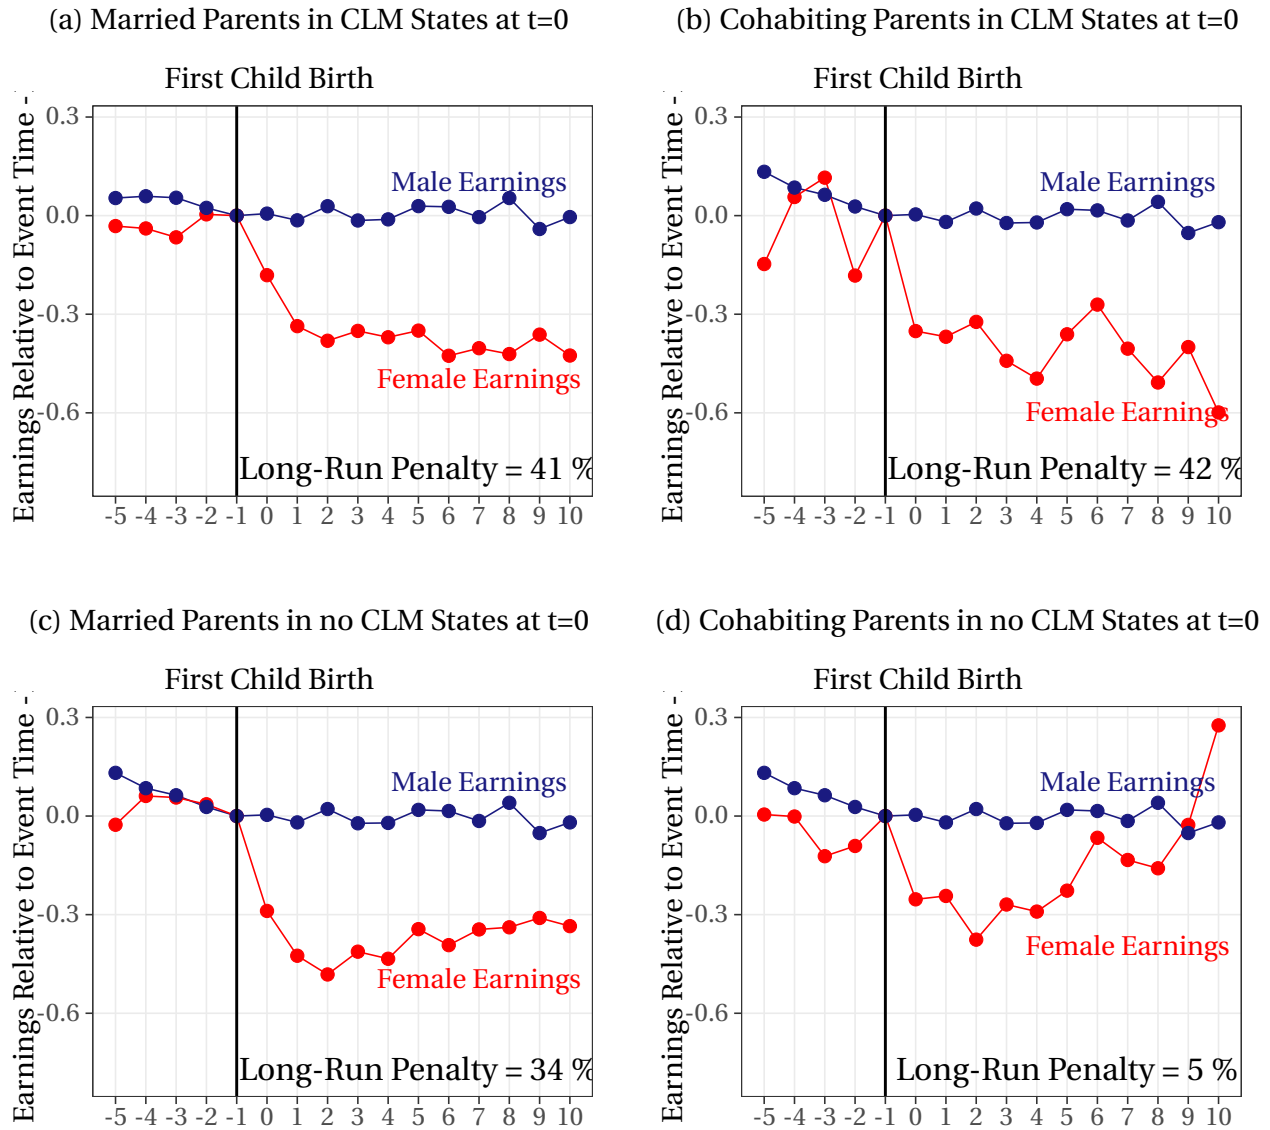 (a) Married Parents in CLM States at t=0
First Child Birth
Earnings Relative to Event Time -
0.3
0.0
-0.3
-0.6
Male Earnings
Female Earnings
Long-Run Penalty = 41 %
-5 -4 -3 -2 -1 0 1 2 3 4 5 6 7 8 9 10
(b) Cohabiting Parents in CLM States at t=0
First Child Birth
Earnings Relative to Event Time -
0.3
0.0
-0.3
-0.6
Male Earnings
Female Earnings
Long-Run Penalty = 42 %
-5 -4 -3 -2 -1 0 1 2 3 4 5 6 7 8 9 10
(c) Married Parents in no CLM States at t=0
First Child Birth
Earnings Relative to Event Time -
0.3
0.0
-0.3
-0.6
Male Earnings
Female Earnings
Long-Run Penalty = 34 %
-5 -4 -3 -2 -1 0 1 2 3 4 5 6 7 8 9 10
(d) Cohabiting Parents in no CLM States at t=0
First Child Birth
Earnings Relative to Event Time -
0.3
0.0
-0.3
-0.6
Male Earnings
Female Earnings
Long-Run Penalty = 5 %
-5 -4 -3 -2 -1 0 1 2 3 4 5 6 7 8 9 10